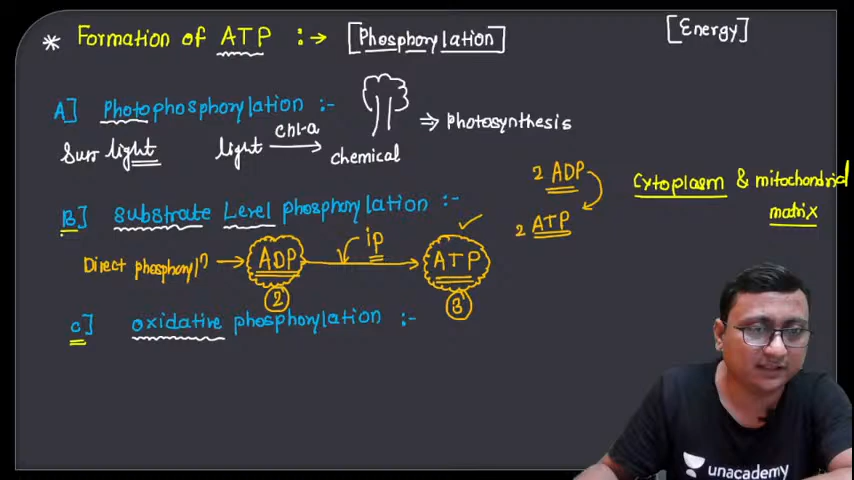 * Formation of ATP :→ [Phosphorylation]
[Energy]
A] Photophosphorylation :-
⇒ Photosynthesis
Sun light
light chl-a → chemical
2 ADP
2 ATP
Cytoplasm & mitochondrial
matrix
B] Substrate Level phosphorylation :-
Direct phosphoryl^n → ADP → ATP
iP
2
3
C] oxidative phosphorylation :-
unacademy